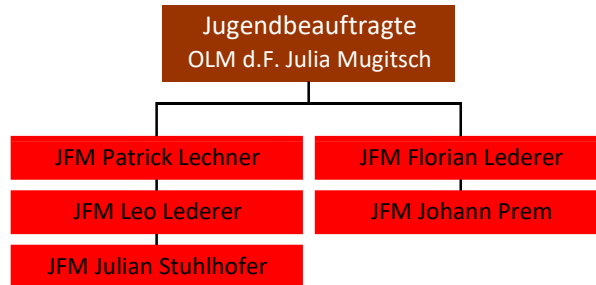 Jugendbeauftragte
OLM d.F. Julia Mugitsch
JFM Patrick Lechner
JFM Florian Lederer
JFM Leo Lederer
JFM Johann Prem
JFM Julian Stuhlhofer